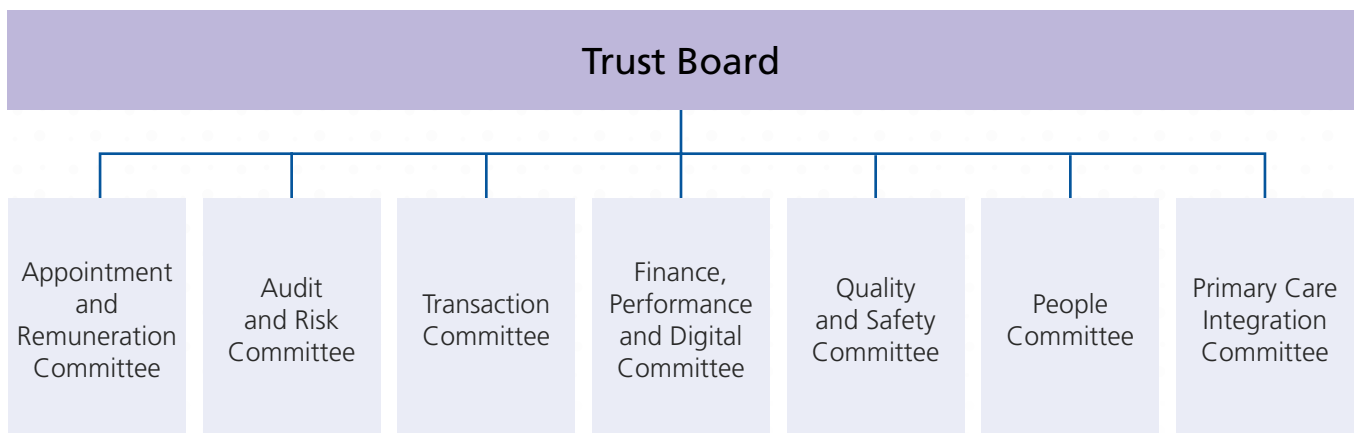 Trust Board
Appointment
and
Remuneration
Committee
Audit
and Risk
Committee
Transaction
Committee
Finance,
Performance
and Digital
Committee
Quality
and Safety
Committee
People
Committee
Primary Care
Integration
Committee